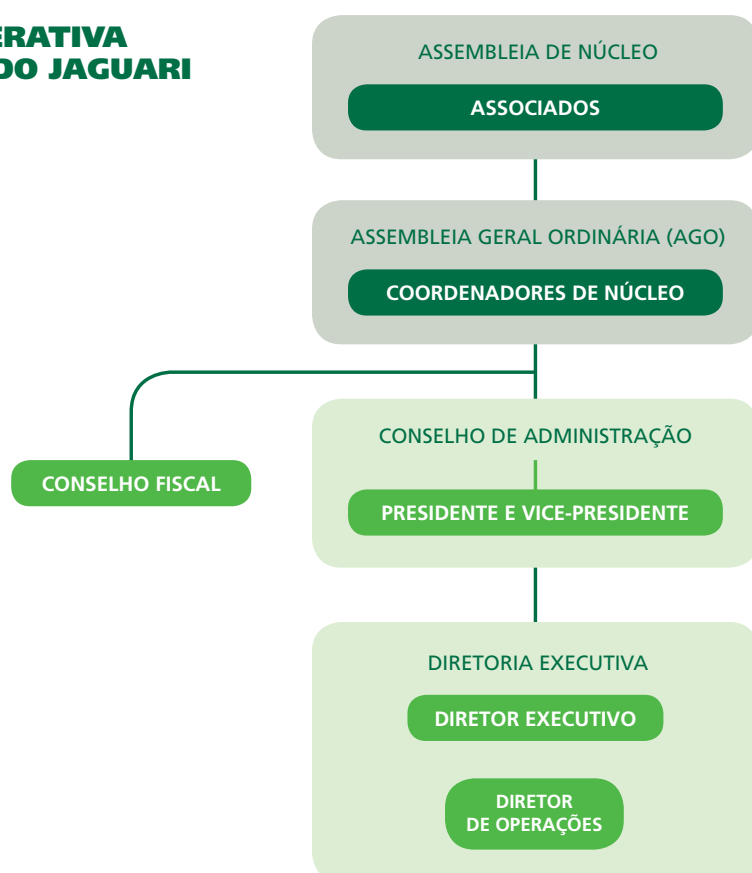 ERATIVA
DO JAGUARI
ASSEMBLEIA DE NÚCLEO
ASSOCIADOS
ASSEMBLEIA GERAL ORDINÁRIA (AGO)
COORDENADORES DE NÚCLEO
CONSELHO DE ADMINISTRAÇÃO
CONSELHO FISCAL
PRESIDENTE E VICE-PRESIDENTE
DIRETORIA EXECUTIVA
DIRETOR EXECUTIVO
DIRETOR
DE OPERAÇÕES